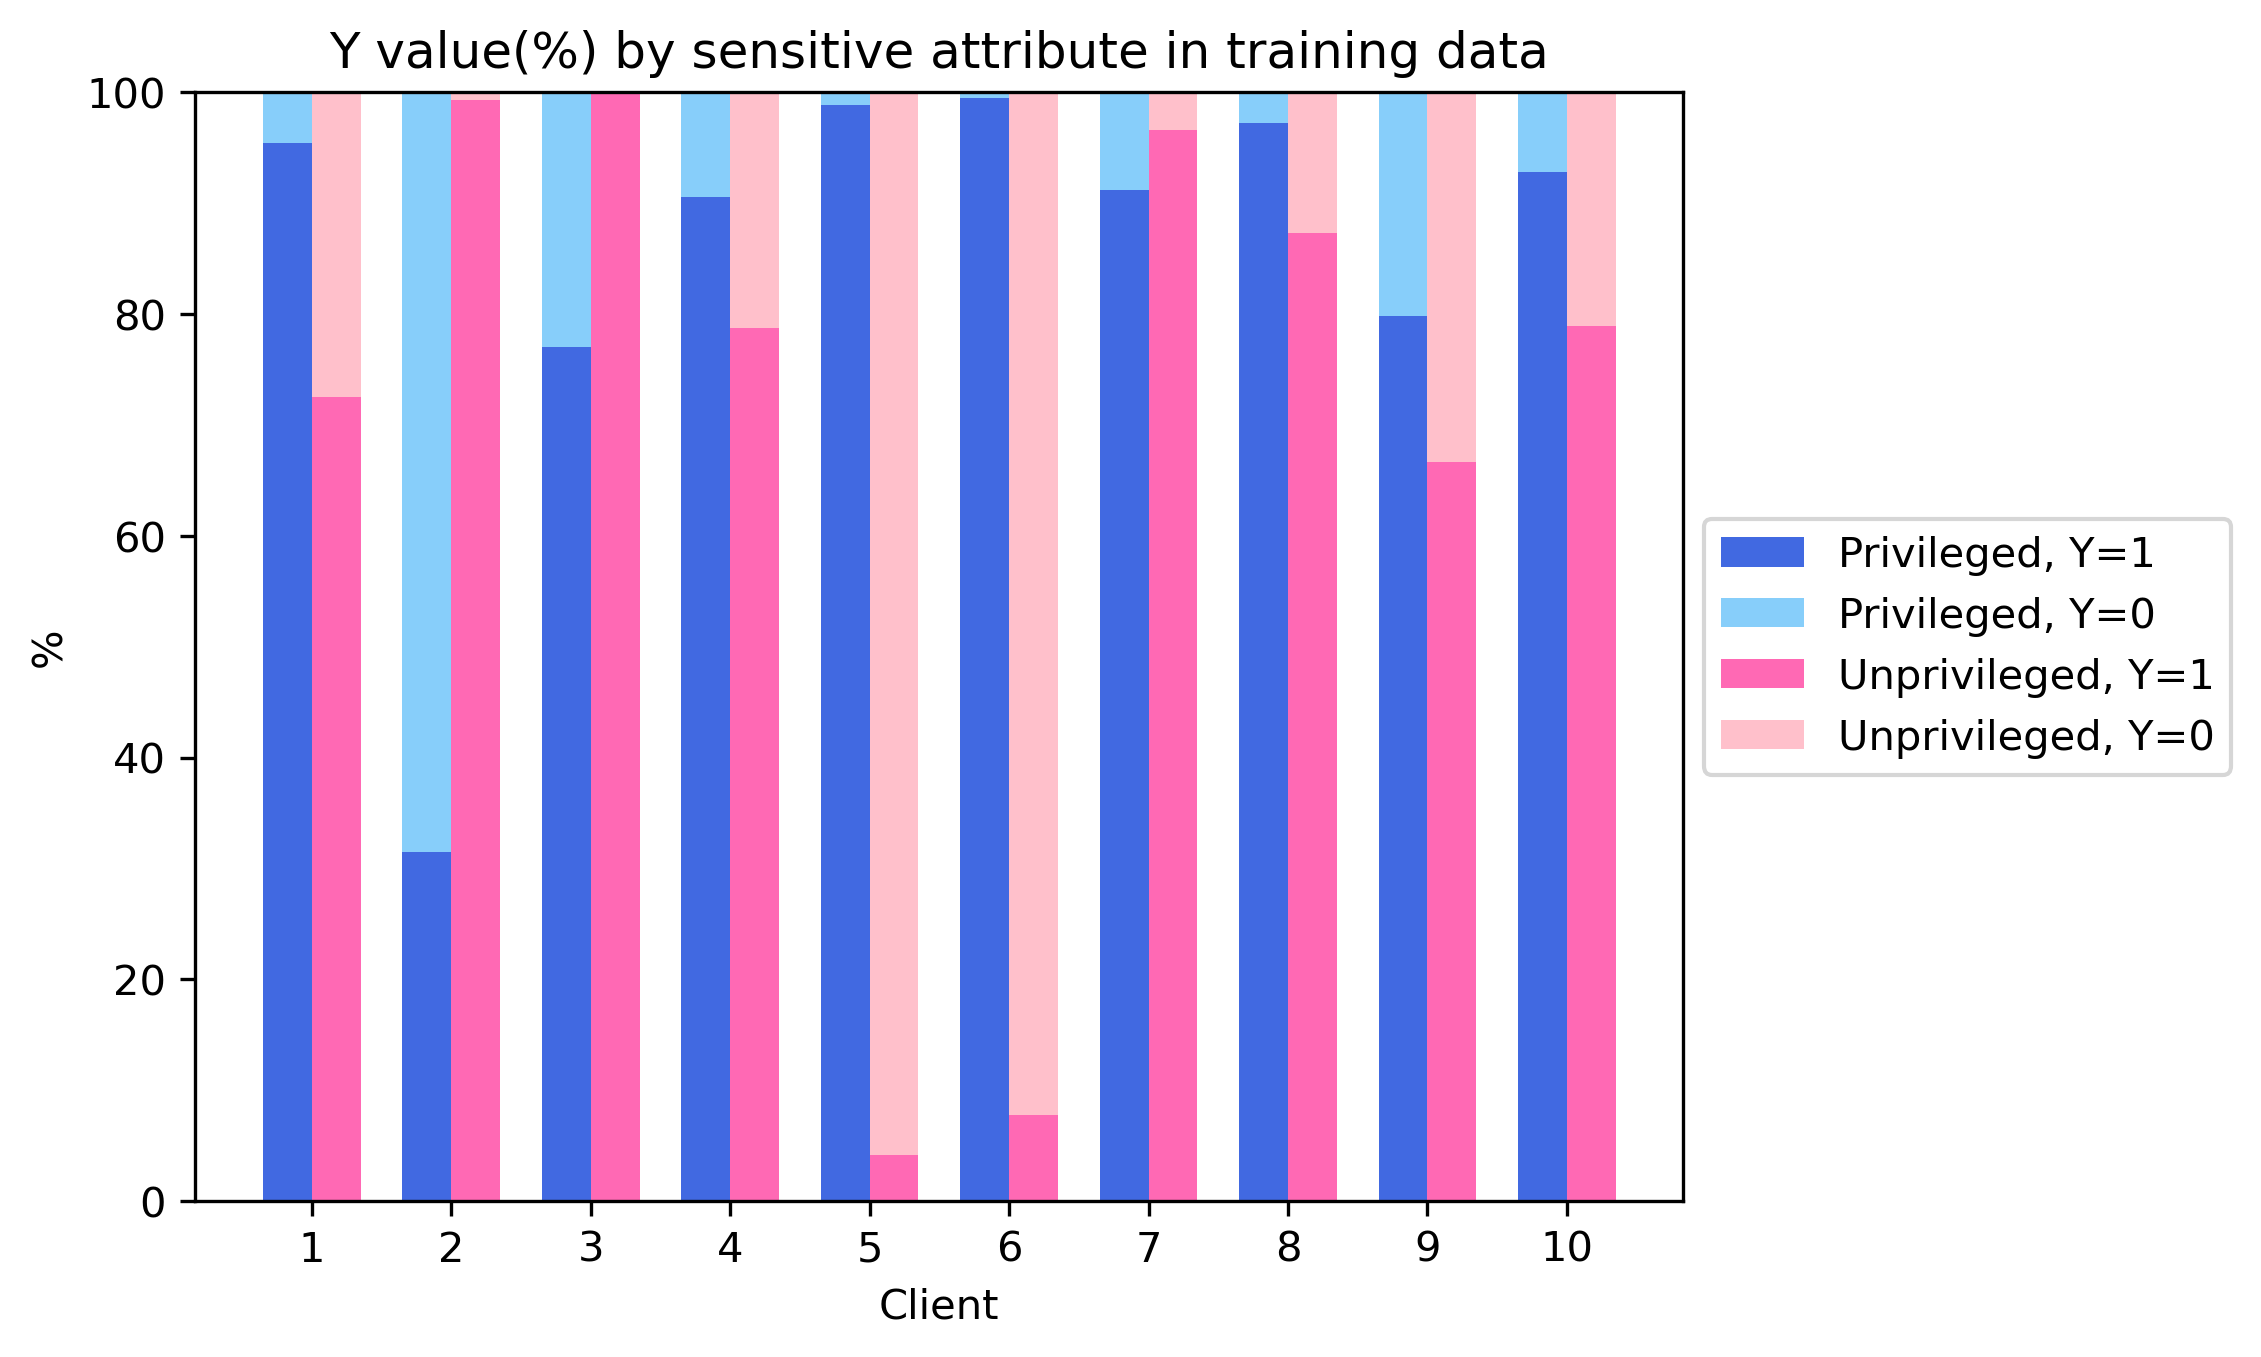 Y value(%) by sensitive attribute in training data
100
80
60
40
20
0
%
1 2 3 4 5 6 7 8 9 10
Client
Privileged, Y=1
Privileged, Y=0
Unprivileged, Y=1
Unprivileged, Y=0